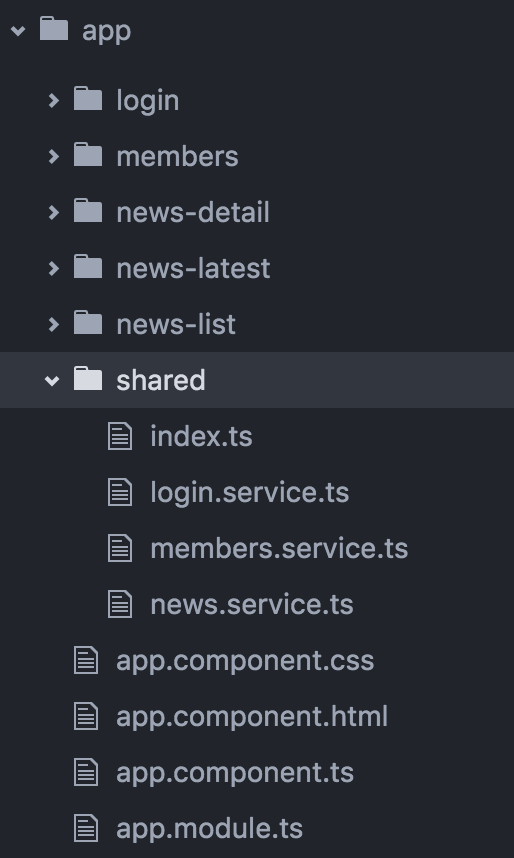 app
login
members
news-detail
news-latest
news-list
shared
index.ts
login.service.ts
members.service.ts
news.service.ts
app.component.css
app.component.html
app.component.ts
app.module.ts